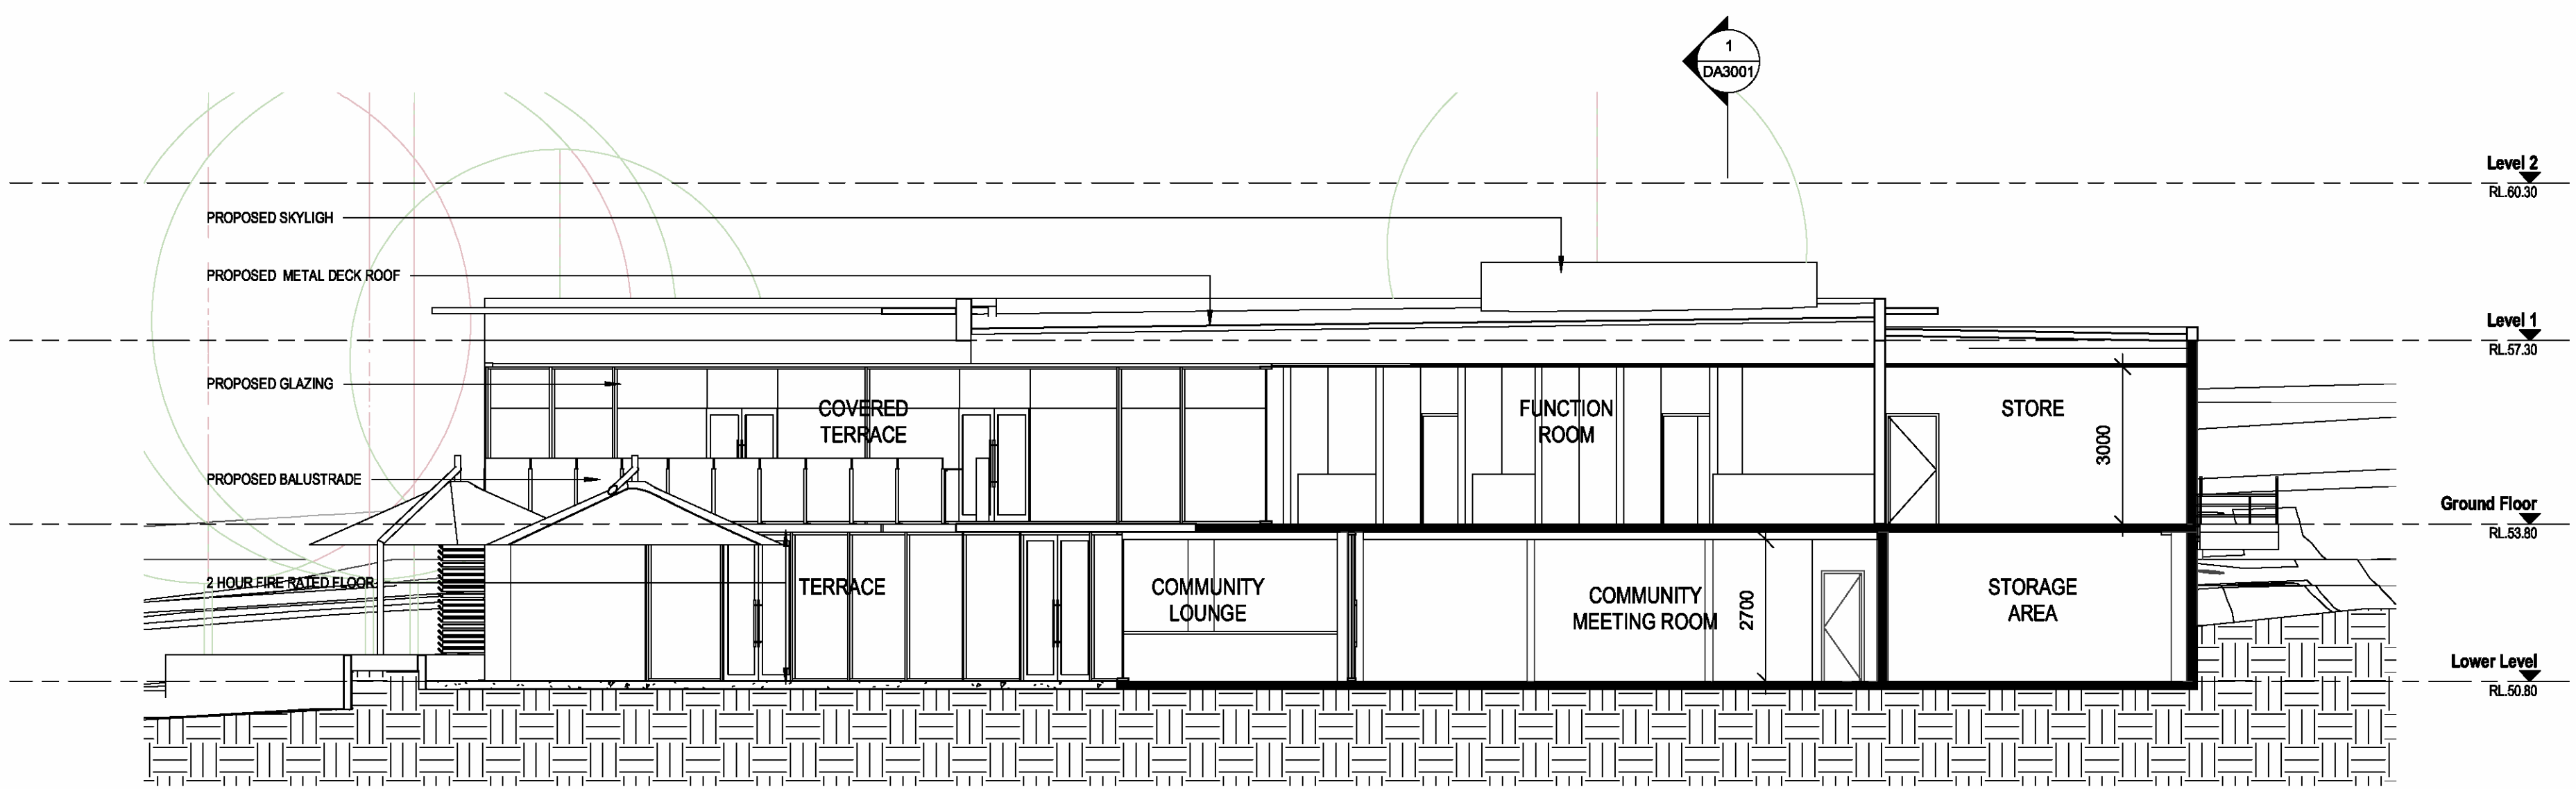 1
DA3001
Level 2
RL.60.30
PROPOSED SKYLIGH
PROPOSED METAL DECK ROOF
Level 1
RL.57.30
PROPOSED GLAZING
COVERED
TERRACE
FUNCTION
ROOM
STORE
3000
PROPOSED BALUSTRADE
Ground Floor
RL.53.80
2 HOUR FIRE RATED FLOOR
TERRACE
COMMUNITY
LOUNGE
COMMUNITY
MEETING ROOM
2700
STORAGE
AREA
Lower Level
RL.50.80